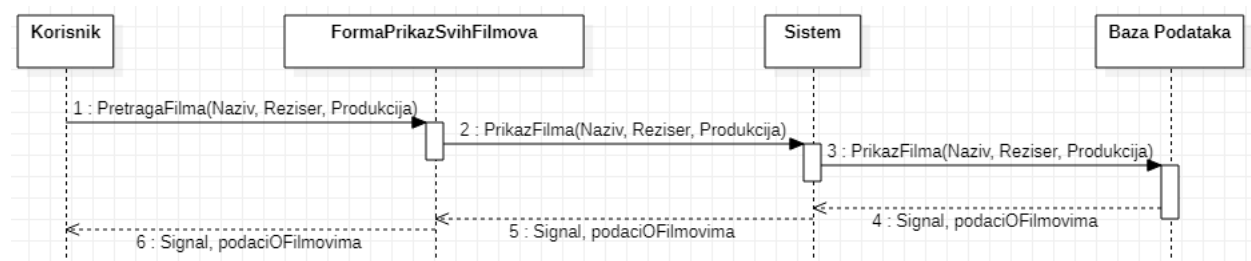 Korisnik
FormaPrikazSvihFilmova
Sistem
Baza Podataka
1 : PretragaFilma(Naziv, Reziser, Produkcija)
2 : PrikazFilma(Naziv, Reziser, Produkcija)
3 : PrikazFilma(Naziv, Reziser, Produkcija)
4 : Signal, podaciOFilmovima
5 : Signal, podaciOFilmovima
6 : Signal, podaciOFilmovima